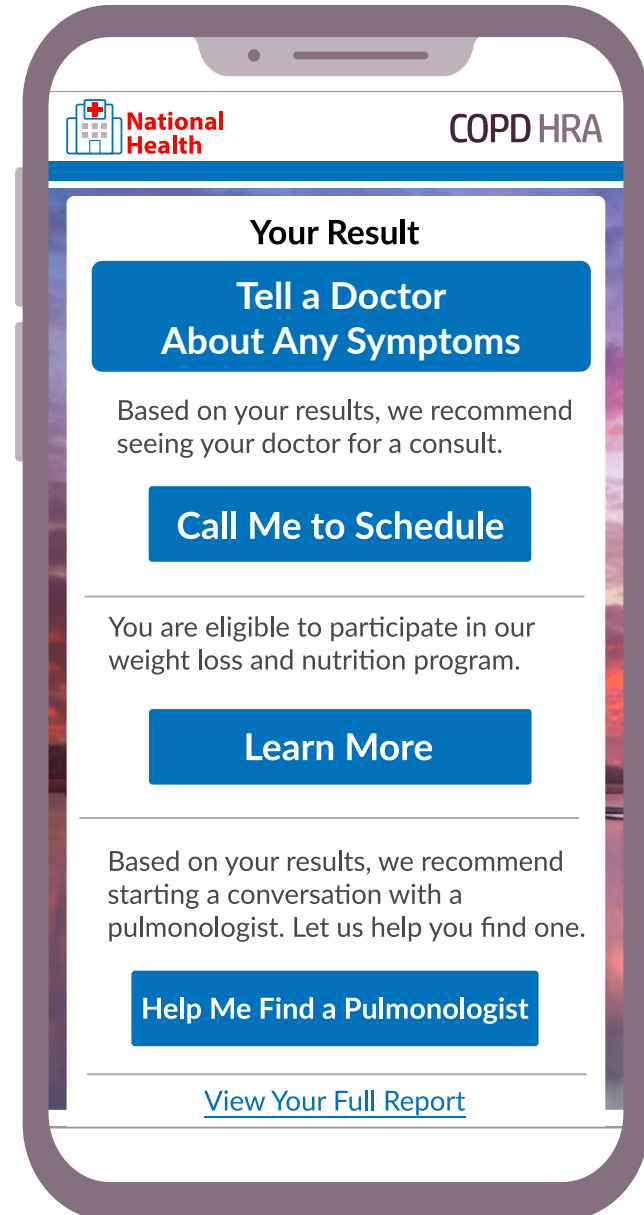 National
Health
COPD HRA
Your Result
Tell a Doctor
About Any Symptoms
Based on your results, we recommend
seeing your doctor for a consult.
Call Me to Schedule
You are eligible to participate in our
weight loss and nutrition program.
Learn More
Based on your results, we recommend
starting a conversation with a
pulmonologist. Let us help you find one.
Help Me Find a Pulmonologist
View Your Full Report